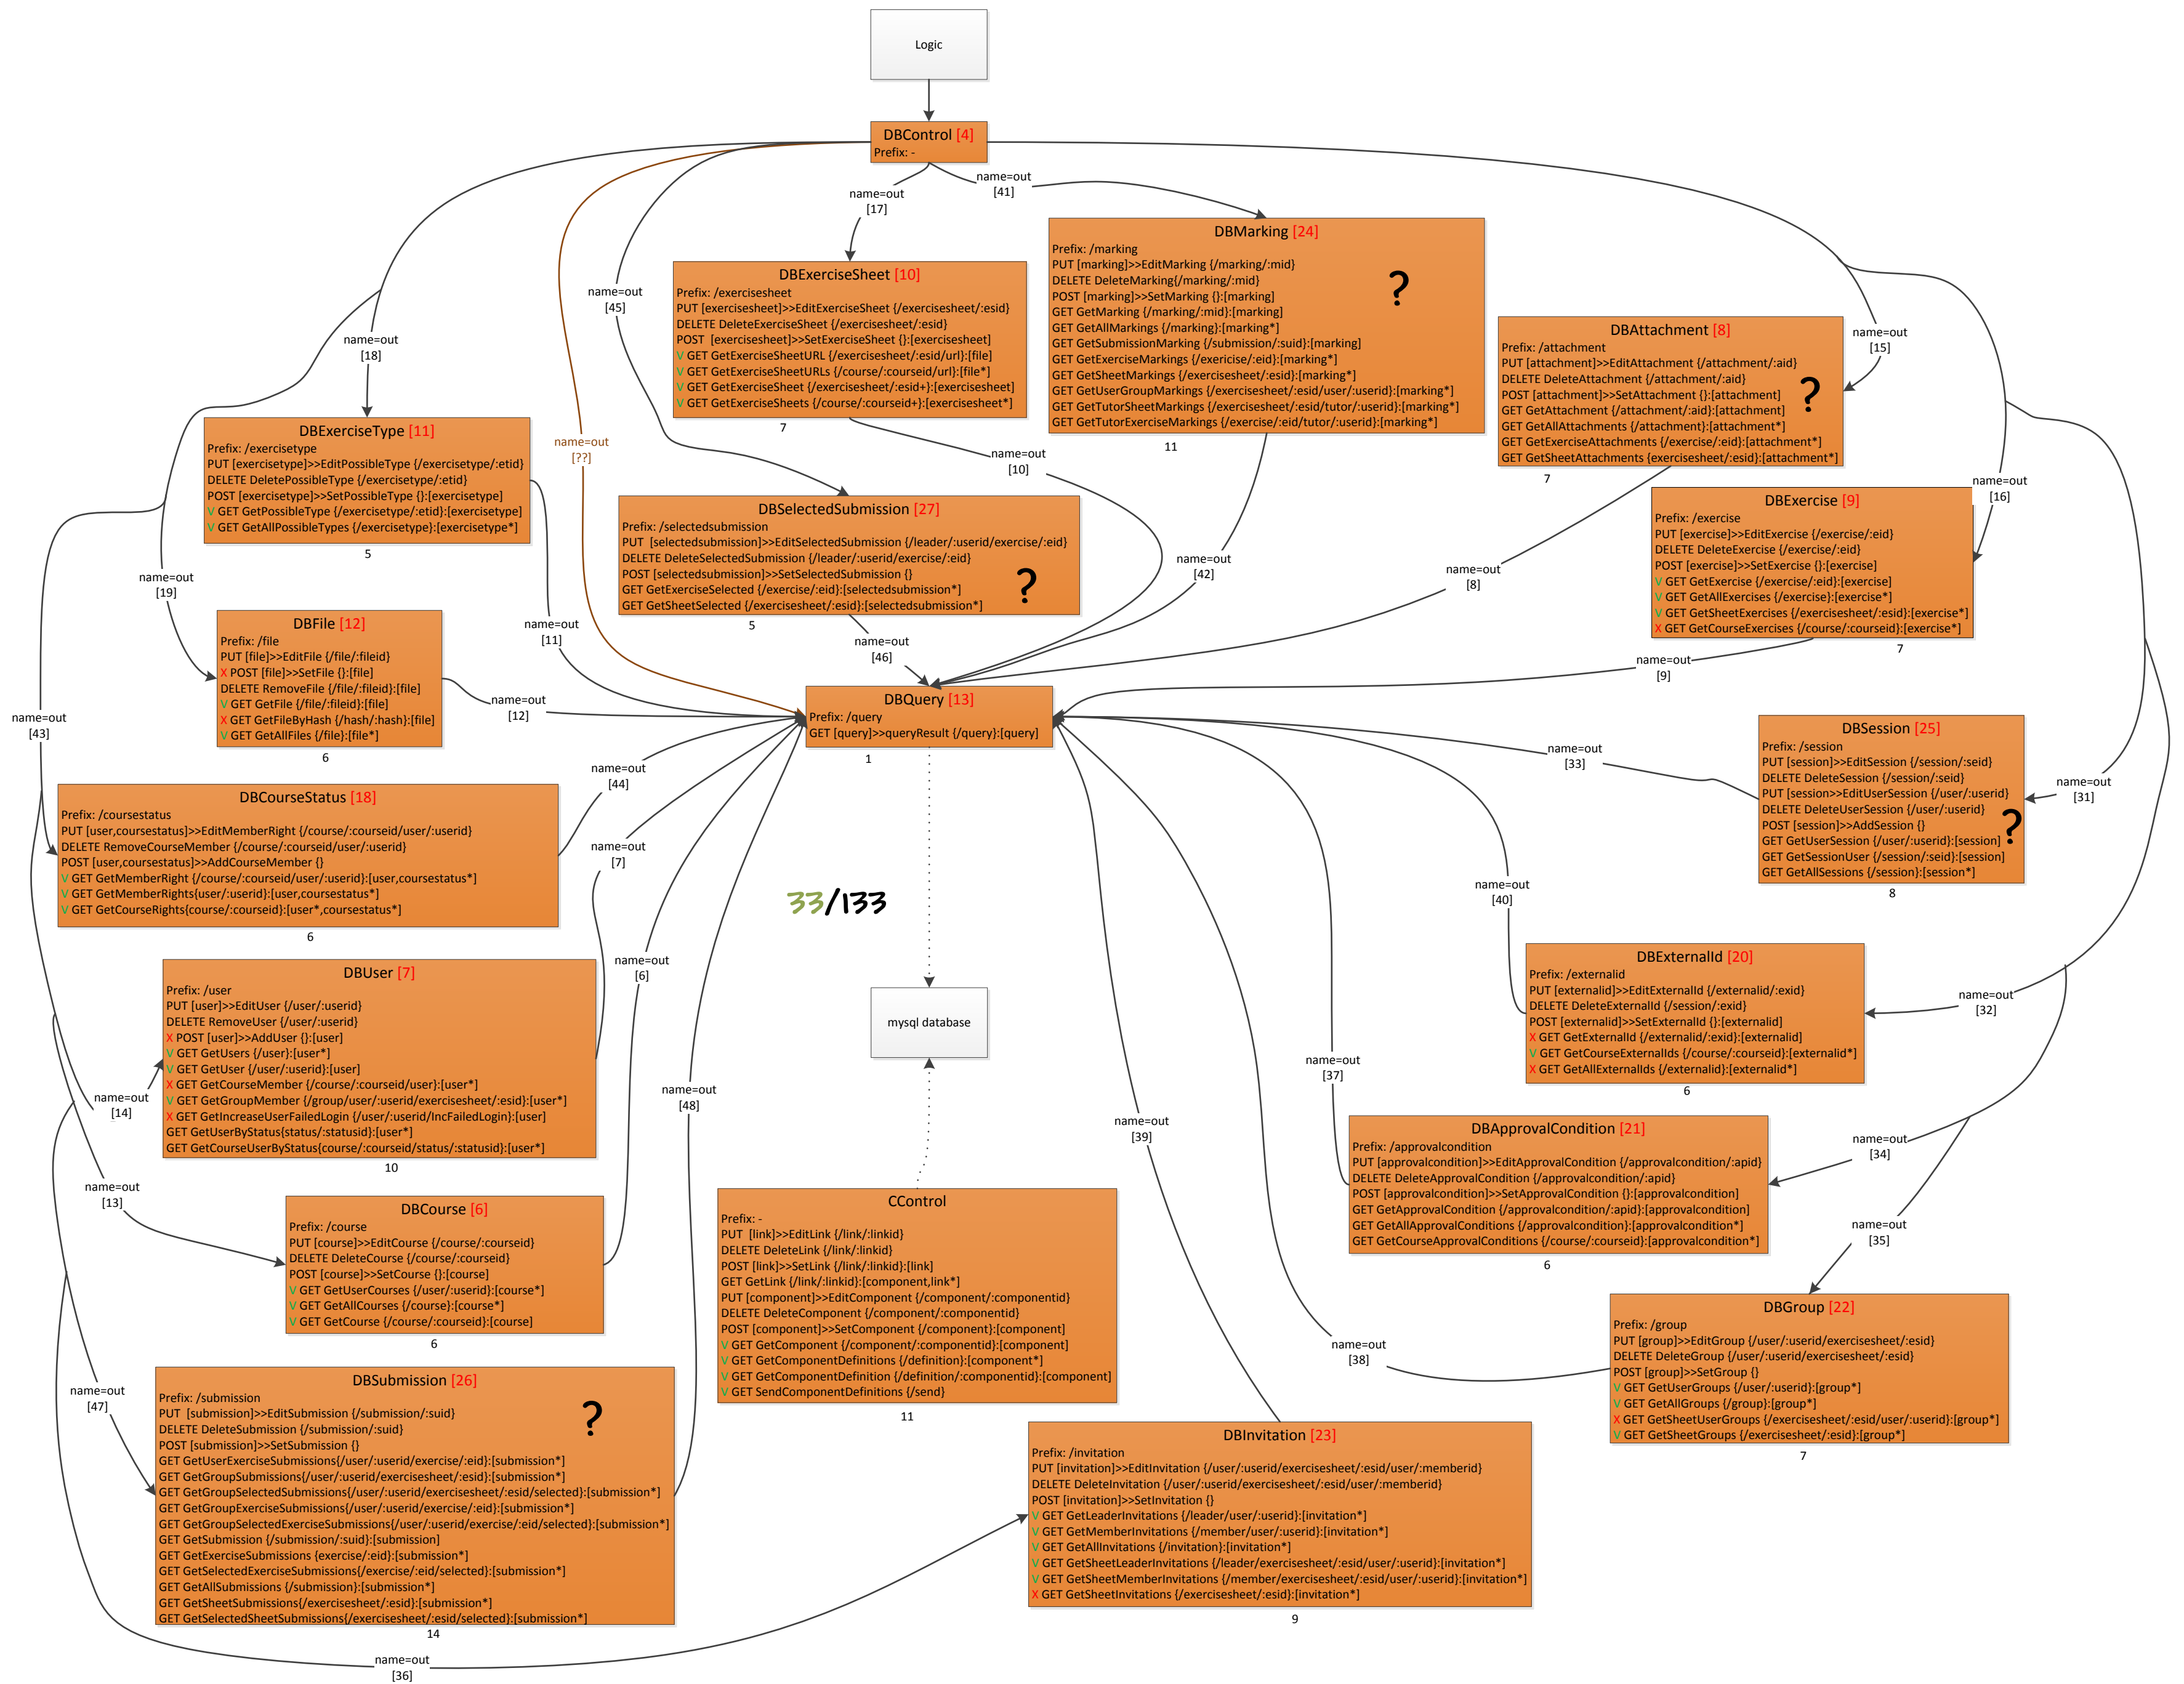 Logic
DBControl [4]
Prefix: -
name=out
[17]
name=out
[41]
name=out
[45]
name=out
[18]
name=out
[??]
name=out
[15]
name=out
[16]
DBMarking [24]
Prefix: /marking
PUT [marking]>>EditMarking {/marking/:mid}
DELETE DeleteMarking{/marking/:mid}
POST [marking]>>SetMarking {}:[marking]
GET GetMarking {/marking/:mid}:[marking]
GET GetAllMarkings {/marking}:[marking*]
GET GetSubmissionMarking {/submission/:suid}:[marking]
GET GetExerciseMarkings {/exericise/:eid}:[marking*]
GET GetSheetMarkings {/exercisesheet/:esid}:[marking*]
GET GetUserGroupMarkings {/exercisesheet/:esid/user/:userid}:[marking*]
GET GetTutorSheetMarkings {/exercisesheet/:esid/tutor/:userid}:[marking*]
GET GetTutorExerciseMarkings {/exercise/:eid/tutor/:userid}:[marking*]
?
11
DBExerciseSheet [10]
Prefix: /exercisesheet
PUT [exercisesheet]>>EditExerciseSheet {/exercisesheet/:esid}
DELETE DeleteExerciseSheet {/exercisesheet/:esid}
POST  [exercisesheet]>>SetExerciseSheet {}:[exercisesheet]
V GET GetExerciseSheetURL {/exercisesheet/:esid/url}:[file]
V GET GetExerciseSheetURLs {/course/:courseid/url}:[file*]
V GET GetExerciseSheet {/exercisesheet/:esid+}:[exercisesheet]
V GET GetExerciseSheets {/course/:courseid+}:[exercisesheet*]
7
name=out
[10]
DBAttachment [8]
Prefix: /attachment
PUT [attachment]>>EditAttachment {/attachment/:aid}
DELETE DeleteAttachment {/attachment/:aid}
POST [attachment]>>SetAttachment {}:[attachment]
GET GetAttachment {/attachment/:aid}:[attachment]
GET GetAllAttachments {/attachment}:[attachment*]
GET GetExerciseAttachments {/exercise/:eid}:[attachment*]
GET GetSheetAttachments {exercisesheet/:esid}:[attachment*]
?
7
DBExerciseType [11]
Prefix: /exercisetype
PUT [exercisetype]>>EditPossibleType {/exercisetype/:etid}
DELETE DeletePossibleType {/exercisetype/:etid}
POST [exercisetype]>>SetPossibleType {}:[exercisetype]
V GET GetPossibleType {/exercisetype/:etid}:[exercisetype]
V GET GetAllPossibleTypes {/exercisetype}:[exercisetype*]
5
DBSelectedSubmission [27]
Prefix: /selectedsubmission
PUT  [selectedsubmission]>>EditSelectedSubmission {/leader/:userid/exercise/:eid}
DELETE DeleteSelectedSubmission {/leader/:userid/exercise/:eid}
POST [selectedsubmission]>>SetSelectedSubmission {}
GET GetExerciseSelected {/exercise/:eid}:[selectedsubmission*]
GET GetSheetSelected {/exercisesheet/:esid}:[selectedsubmission*]
?
5
DBExercise [9]
Prefix: /exercise
PUT [exercise]>>EditExercise {/exercise/:eid}
DELETE DeleteExercise {/exercise/:eid}
POST [exercise]>>SetExercise {}:[exercise]
V GET GetExercise {/exercise/:eid}:[exercise]
V GET GetAllExercises {/exercise}:[exercise*]
V GET GetSheetExercises {/exercisesheet/:esid}:[exercise*]
X GET GetCourseExercises {/course/:courseid}:[exercise*]
7
name=out
[42]
name=out
[8]
name=out
[19]
name=out
[11]
name=out
[46]
name=out
[9]
DBFile [12]
Prefix: /file
PUT [file]>>EditFile {/file/:fileid}
X POST [file]>>SetFile {}:[file]
DELETE RemoveFile {/file/:fileid}:[file]
V GET GetFile {/file/:fileid}:[file]
X GET GetFileByHash {/hash/:hash}:[file]
V GET GetAllFiles {/file}:[file*]
6
name=out
[12]
DBQuery [13]
Prefix: /query
GET [query]>>queryResult {/query}:[query]
1
name=out
[43]
name=out
[44]
name=out
[33]
DBSession [25]
Prefix: /session
PUT [session]>>EditSession {/session/:seid}
DELETE DeleteSession {/session/:seid}
PUT [session>>EditUserSession {/user/:userid}
DELETE DeleteUserSession {/user/:userid}
POST [session]>>AddSession {}
GET GetUserSession {/user/:userid}:[session]
GET GetSessionUser {/session/:seid}:[session]
GET GetAllSessions {/session}:[session*]
?
8
name=out
[31]
DBCourseStatus [18]
Prefix: /coursestatus
PUT [user,coursestatus]>>EditMemberRight {/course/:courseid/user/:userid}
DELETE RemoveCourseMember {/course/:courseid/user/:userid}
POST [user,coursestatus]>>AddCourseMember {}
V GET GetMemberRight {/course/:courseid/user/:userid}:[user,coursestatus*]
V GET GetMemberRights{user/:userid}:[user,coursestatus*]
V GET GetCourseRights{course/:courseid}:[user*,coursestatus*]
6
name=out
[7]
33/133
name=out
[40]
name=out
[6]
DBUser [7]
Prefix: /user
PUT [user]>>EditUser {/user/:userid}
DELETE RemoveUser {/user/:userid}
X POST [user]>>AddUser {}:[user]
V GET GetUsers {/user}:[user*]
V GET GetUser {/user/:userid}:[user]
X GET GetCourseMember {/course/:courseid/user}:[user*]
V GET GetGroupMember {/group/user/:userid/exercisesheet/:esid}:[user*]
X GET GetIncreaseUserFailedLogin {/user/:userid/IncFailedLogin}:[user]
GET GetUserByStatus{status/:statusid}:[user*]
GET GetCourseUserByStatus{course/:courseid/status/:statusid}:[user*]
10
name=out
[14]
mysql database
DBExternalId [20]
Prefix: /externalid
PUT [externalid]>>EditExternalId {/externalid/:exid}
DELETE DeleteExternalId {/session/:exid}
POST [externalid]>>SetExternalId {}:[externalid]
X GET GetExternalId {/externalid/:exid}:[externalid]
V GET GetCourseExternalIds {/course/:courseid}:[externalid*]
X GET GetAllExternalIds {/externalid}:[externalid*]
6
name=out
[32]
name=out
[37]
name=out
[48]
name=out
[39]
DBApprovalCondition [21]
Prefix: /approvalcondition
PUT [approvalcondition]>>EditApprovalCondition {/approvalcondition/:apid}
DELETE DeleteApprovalCondition {/approvalcondition/:apid}
POST [approvalcondition]>>SetApprovalCondition {}:[approvalcondition]
GET GetApprovalCondition {/approvalcondition/:apid}:[approvalcondition]
GET GetAllApprovalConditions {/approvalcondition}:[approvalcondition*]
GET GetCourseApprovalConditions {/course/:courseid}:[approvalcondition*]
6
name=out
[34]
name=out
[35]
name=out
[13]
DBCourse [6]
Prefix: /course
PUT [course]>>EditCourse {/course/:courseid}
DELETE DeleteCourse {/course/:courseid}
POST [course]>>SetCourse {}:[course]
V GET GetUserCourses {/user/:userid}:[course*]
V GET GetAllCourses {/course}:[course*]
V GET GetCourse {/course/:courseid}:[course]
6
CControl
Prefix: -
PUT  [link]>>EditLink {/link/:linkid}
DELETE DeleteLink {/link/:linkid}
POST [link]>>SetLink {/link/:linkid}:[link]
GET GetLink {/link/:linkid}:[component,link*]
PUT [component]>>EditComponent {/component/:componentid}
DELETE DeleteComponent {/component/:componentid}
POST [component]>>SetComponent {/component}:[component]
V GET GetComponent {/component/:componentid}:[component]
V GET GetComponentDefinitions {/definition}:[component*]
V GET GetComponentDefinition {/definition/:componentid}:[component]
V GET SendComponentDefinitions {/send}
11
name=out
[38]
DBGroup [22]
Prefix: /group
PUT [group]>>EditGroup {/user/:userid/exercisesheet/:esid}
DELETE DeleteGroup {/user/:userid/exercisesheet/:esid}
POST [group]>>SetGroup {}
V GET GetUserGroups {/user/:userid}:[group*]
V GET GetAllGroups {/group}:[group*]
X GET GetSheetUserGroups {/exercisesheet/:esid/user/:userid}:[group*]
V GET GetSheetGroups {/exercisesheet/:esid}:[group*]
7
name=out
[47]
DBSubmission [26]
Prefix: /submission
PUT  [submission]>>EditSubmission {/submission/:suid}
DELETE DeleteSubmission {/submission/:suid}
POST [submission]>>SetSubmission {}
GET GetUserExerciseSubmissions{/user/:userid/exercise/:eid}:[submission*]
GET GetGroupSubmissions{/user/:userid/exercisesheet/:esid}:[submission*]
GET GetGroupSelectedSubmissions{/user/:userid/exercisesheet/:esid/selected}:[submission*]
GET GetGroupExerciseSubmissions{/user/:userid/exercise/:eid}:[submission*]
GET GetGroupSelectedExerciseSubmissions{/user/:userid/exercise/:eid/selected}:[submission*]
GET GetSubmission {/submission/:suid}:[submission]
GET GetExerciseSubmissions {exercise/:eid}:[submission*]
GET GetSelectedExerciseSubmissions{/exercise/:eid/selected}:[submission*]
GET GetAllSubmissions {/submission}:[submission*]
GET GetSheetSubmissions{/exercisesheet/:esid}:[submission*]
GET GetSelectedSheetSubmissions{/exercisesheet/:esid/selected}:[submission*]
?
14
DBInvitation [23]
Prefix: /invitation
PUT [invitation]>>EditInvitation {/user/:userid/exercisesheet/:esid/user/:memberid}
DELETE DeleteInvitation {/user/:userid/exercisesheet/:esid/user/:memberid}
POST [invitation]>>SetInvitation {}
V GET GetLeaderInvitations {/leader/user/:userid}:[invitation*]
V GET GetMemberInvitations {/member/user/:userid}:[invitation*]
V GET GetAllInvitations {/invitation}:[invitation*]
V GET GetSheetLeaderInvitations {/leader/exercisesheet/:esid/user/:userid}:[invitation*]
V GET GetSheetMemberInvitations {/member/exercisesheet/:esid/user/:userid}:[invitation*]
X GET GetSheetInvitations {/exercisesheet/:esid}:[invitation*]
9
name=out
[36]